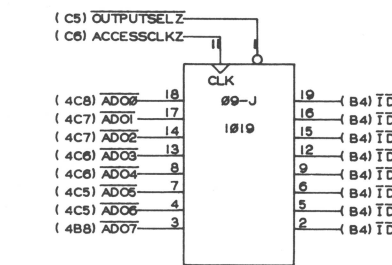 (C5) OUTPUTSELZ
(C6) ACCESSCLKZ
11 1
CLK
(4C8) ADO0 18 09-J 19 (B4) ID
(4C7) ADO1 17 1019 16 (B4) ID
(4C7) ADO2 14 15 (B4) ID
(4C6) ADO3 13 12 (B4) ID
(4C6) ADO4 8 9 (B4) ID
(4C5) ADO5 7 6 (B4) ID
(4C5) ADO6 4 5 (B4) ID
(4B8) ADO7 3 2 (B4) ID